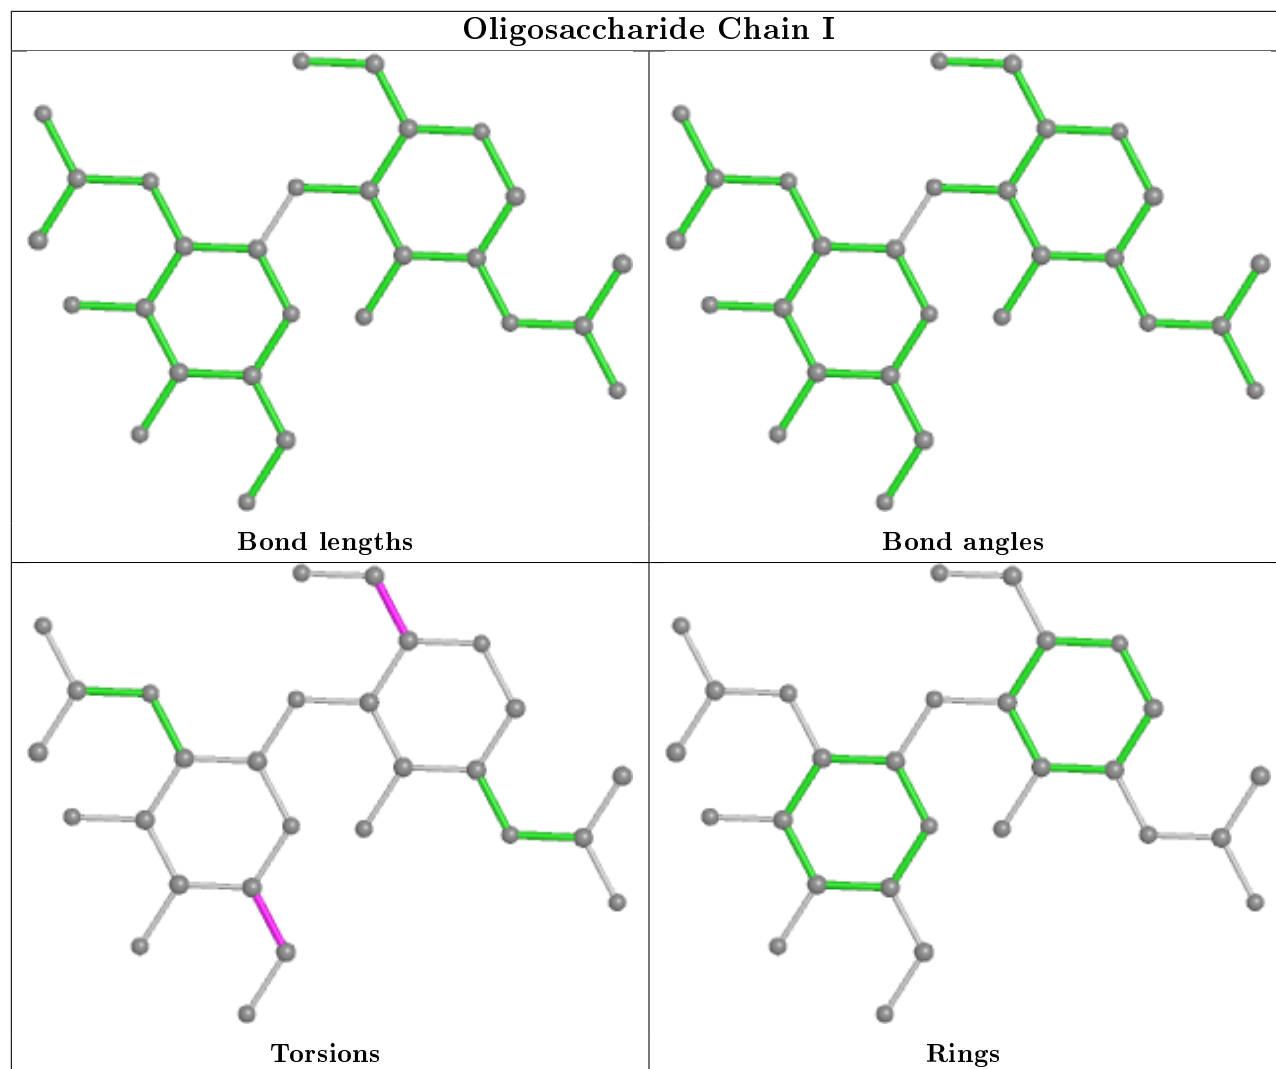 Oligosaccharide Chain I
Bond lengths
Bond angles
Torsions
Rings